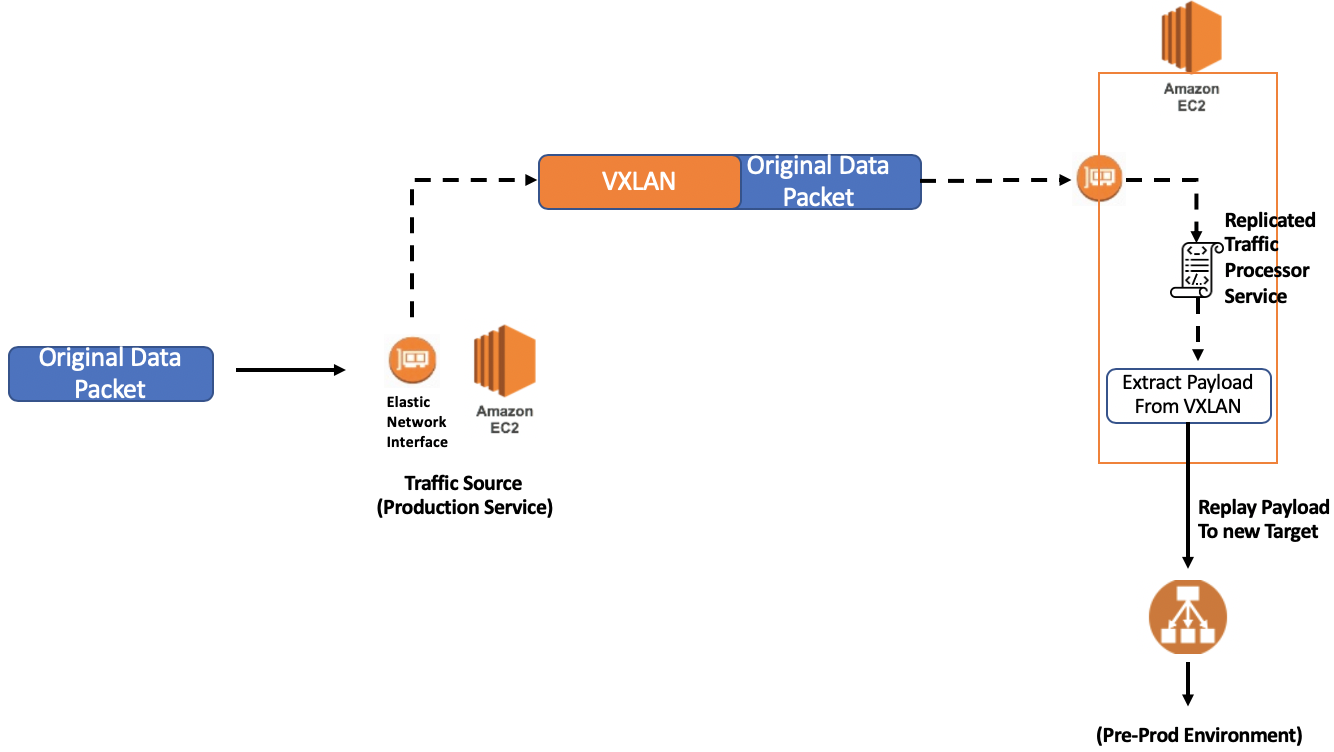 Amazon
EC2
VXLAN
Original Data
Packet
Replicated
Traffic
Processor
Service
Original Data
Packet
Elastic
Network
Interface
Amazon
EC2
Extract Payload
From VXLAN
Traffic Source
(Production Service)
Replay Payload
To new Target
(Pre-Prod Environment)